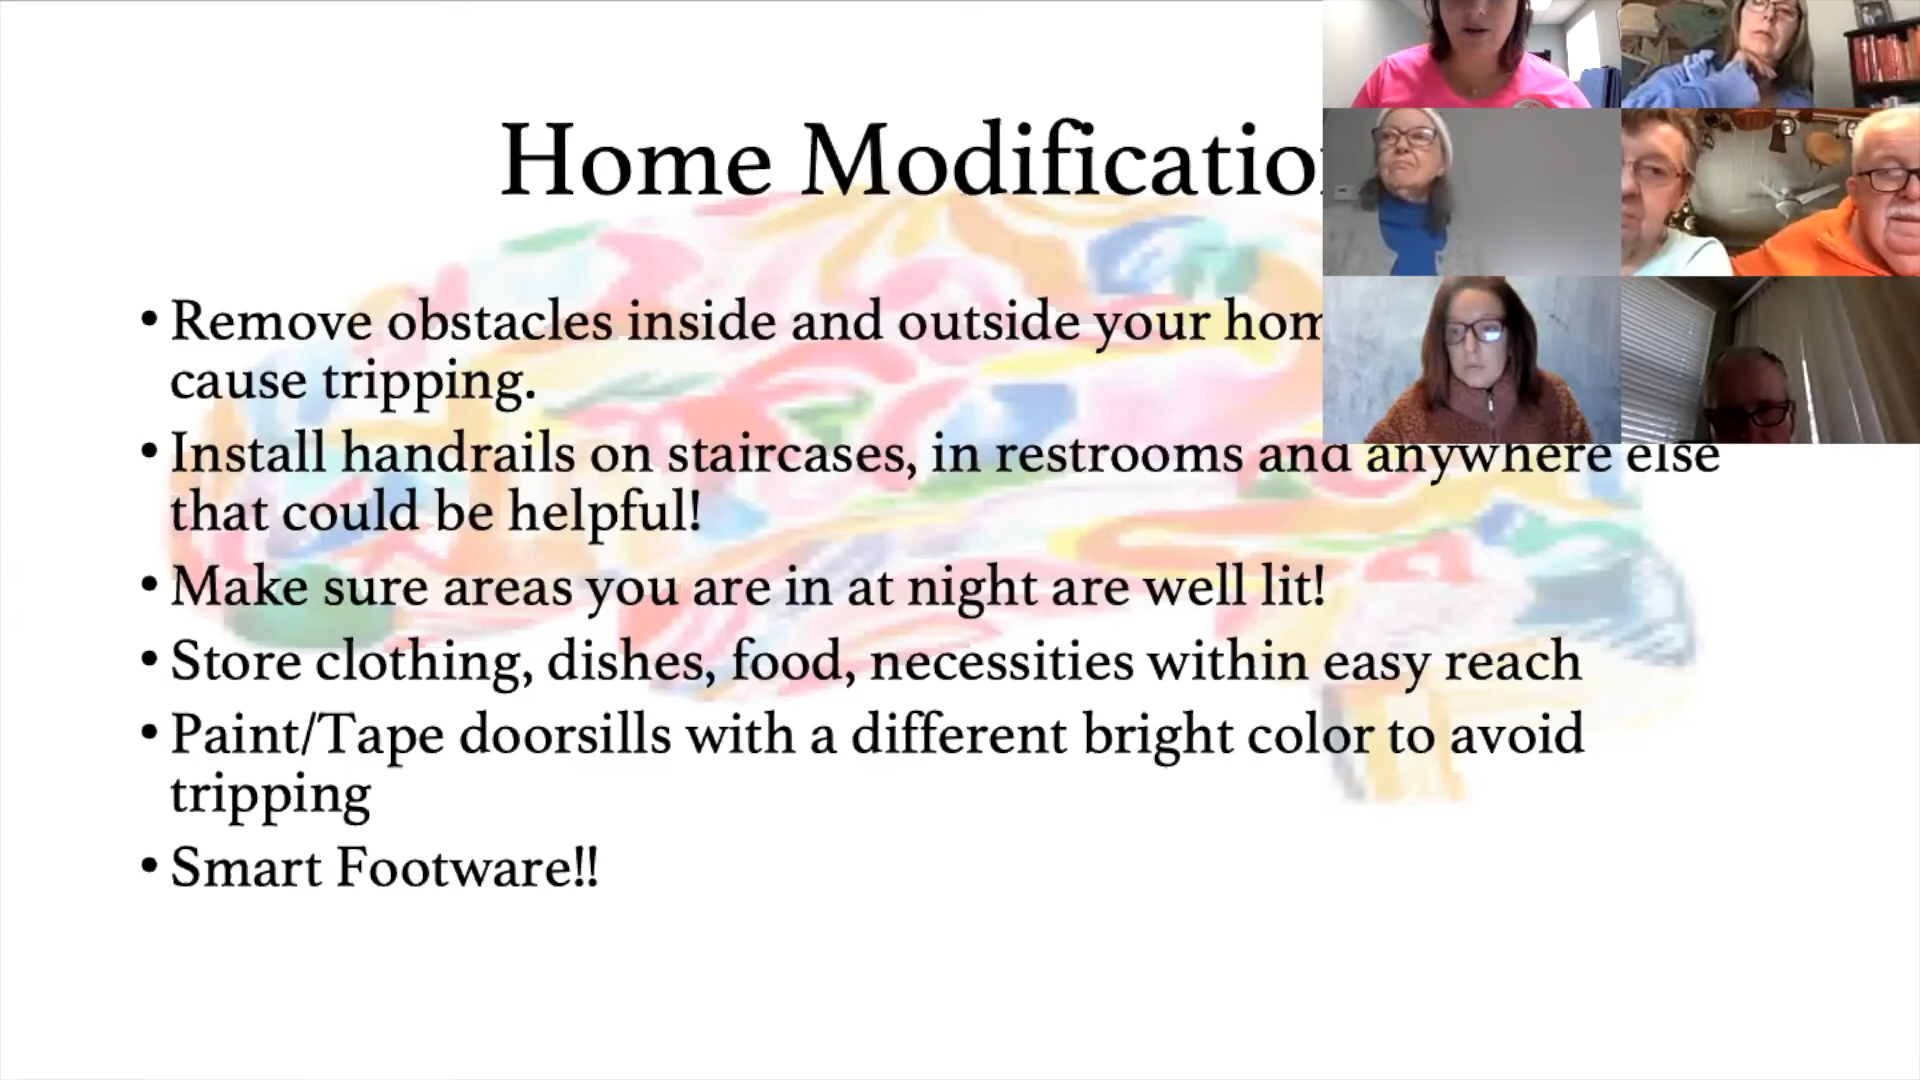 Home Modificatio
• Remove obstacles inside and outside your hom
cause tripping.
• Install handrails on staircases, in restrooms and anywhere else
that could be helpful!
• Make sure areas you are in at night are well lit!
• Store clothing, dishes, food, necessities within easy reach
• Paint/Tape doorsills with a different bright color to avoid
tripping
• Smart Footware!!